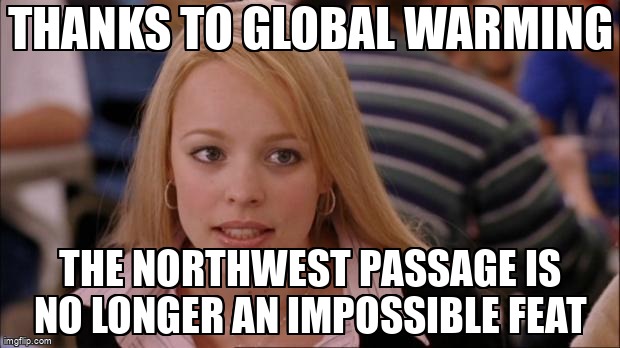 THANKS TO GLOBAL WARMING
THE NORTHWEST PASSAGE IS
NO LONGER AN IMPOSSIBLE FEAT
imgflip.com